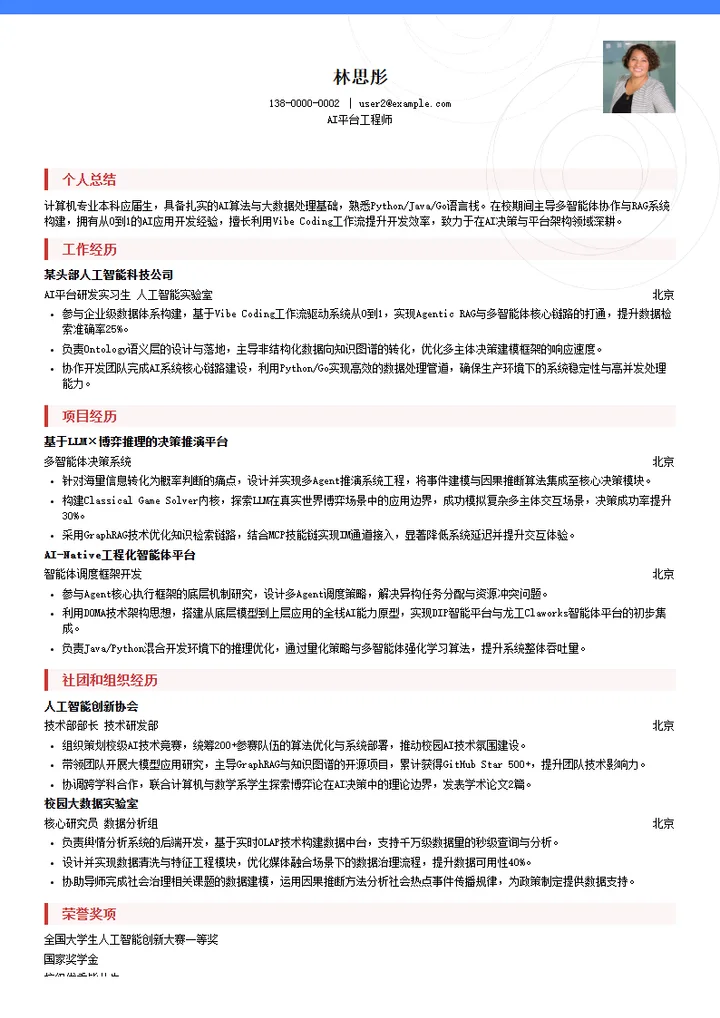 林思彤
138-0000-0002 | user2@example.com
AI平台工程师
个人总结
计算机专业本科应届生，具备扎实的AI算法与大数据处理基础，熟悉Python/Java/Go语言栈。在校期间主导多智能体协作与RAG系统
构建，拥有从0到1的AI应用开发经验，擅长利用Vibe Coding工作流提升开发效率，致力于在AI决策与平台架构领域深耕。
工作经历
某头部人工智能科技公司
AI平台研发实习生 人工智能实验室 北京
• 参与企业级数据体系构建，基于Vibe Coding工作流驱动系统从0到1，实现Agentic RAG与多智能体核心链路的打通，提升数据检
索准确率25%。
• 负责Ontology语义层的设计与落地，主导非结构化数据向知识图谱的转化，优化多主体决策建模框架的响应速度。
• 协作开发团队完成AI系统核心链路建设，利用Python/Go实现高效的数据处理管道，确保生产环境下的系统稳定性与高并发处理
能力。
项目经历
基于LLM×博弈推理的决策推演平台
多智能体决策系统 北京
• 针对海量信息转化为概率判断的痛点，设计并实现多Agent推演系统工程，将事件建模与因果推断算法集成至核心决策模块。
• 构建Classical Game Solver内核，探索LLM在真实世界博弈场景中的应用边界，成功模拟复杂多主体交互场景，决策成功率提升
30%。
• 采用GraphRAG技术优化知识检索链路，结合MCP技能链实现IM通道接入，显著降低系统延迟并提升交互体验。
AI-Native工程化智能体平台
智能体调度框架开发 北京
• 参与Agent核心执行框架的底层机制研究，设计多Agent调度策略，解决异构任务分配与资源冲突问题。
• 利用DOMA技术架构思想，搭建从底层模型到上层应用的全栈AI能力原型，实现DIP智能平台与龙工Claworks智能体平台的初步集
成。
• 负责Java/Python混合开发环境下的推理优化，通过量化策略与多智能体强化学习算法，提升系统整体吞吐量。
社团和组织经历
人工智能创新协会
技术部部长 技术研发部 北京
• 组织策划校级AI技术竞赛，统筹200+参赛队伍的算法优化与系统部署，推动校园AI技术氛围建设。
• 带领团队开展大模型应用研究，主导GraphRAG与知识图谱的开源项目，累计获得GitHub Star 500+，提升团队技术影响力。
• 协调跨学科合作，联合计算机与数学系学生探索博弈论在AI决策中的理论边界，发表学术论文2篇。
校园大数据实验室
核心研究员 数据分析组 北京
• 负责舆情分析系统的后端开发，基于实时OLAP技术构建数据中台，支持千万级数据量的秒级查询与分析。
• 设计并实现数据清洗与特征工程模块，优化媒体融合场景下的数据治理流程，提升数据可用性40%。
• 协助导师完成社会治理相关课题的数据建模，运用因果推断方法分析社会热点事件传播规律，为政策制定提供数据支持。
荣誉奖项
全国大学生人工智能创新大赛一等奖
国家奖学金